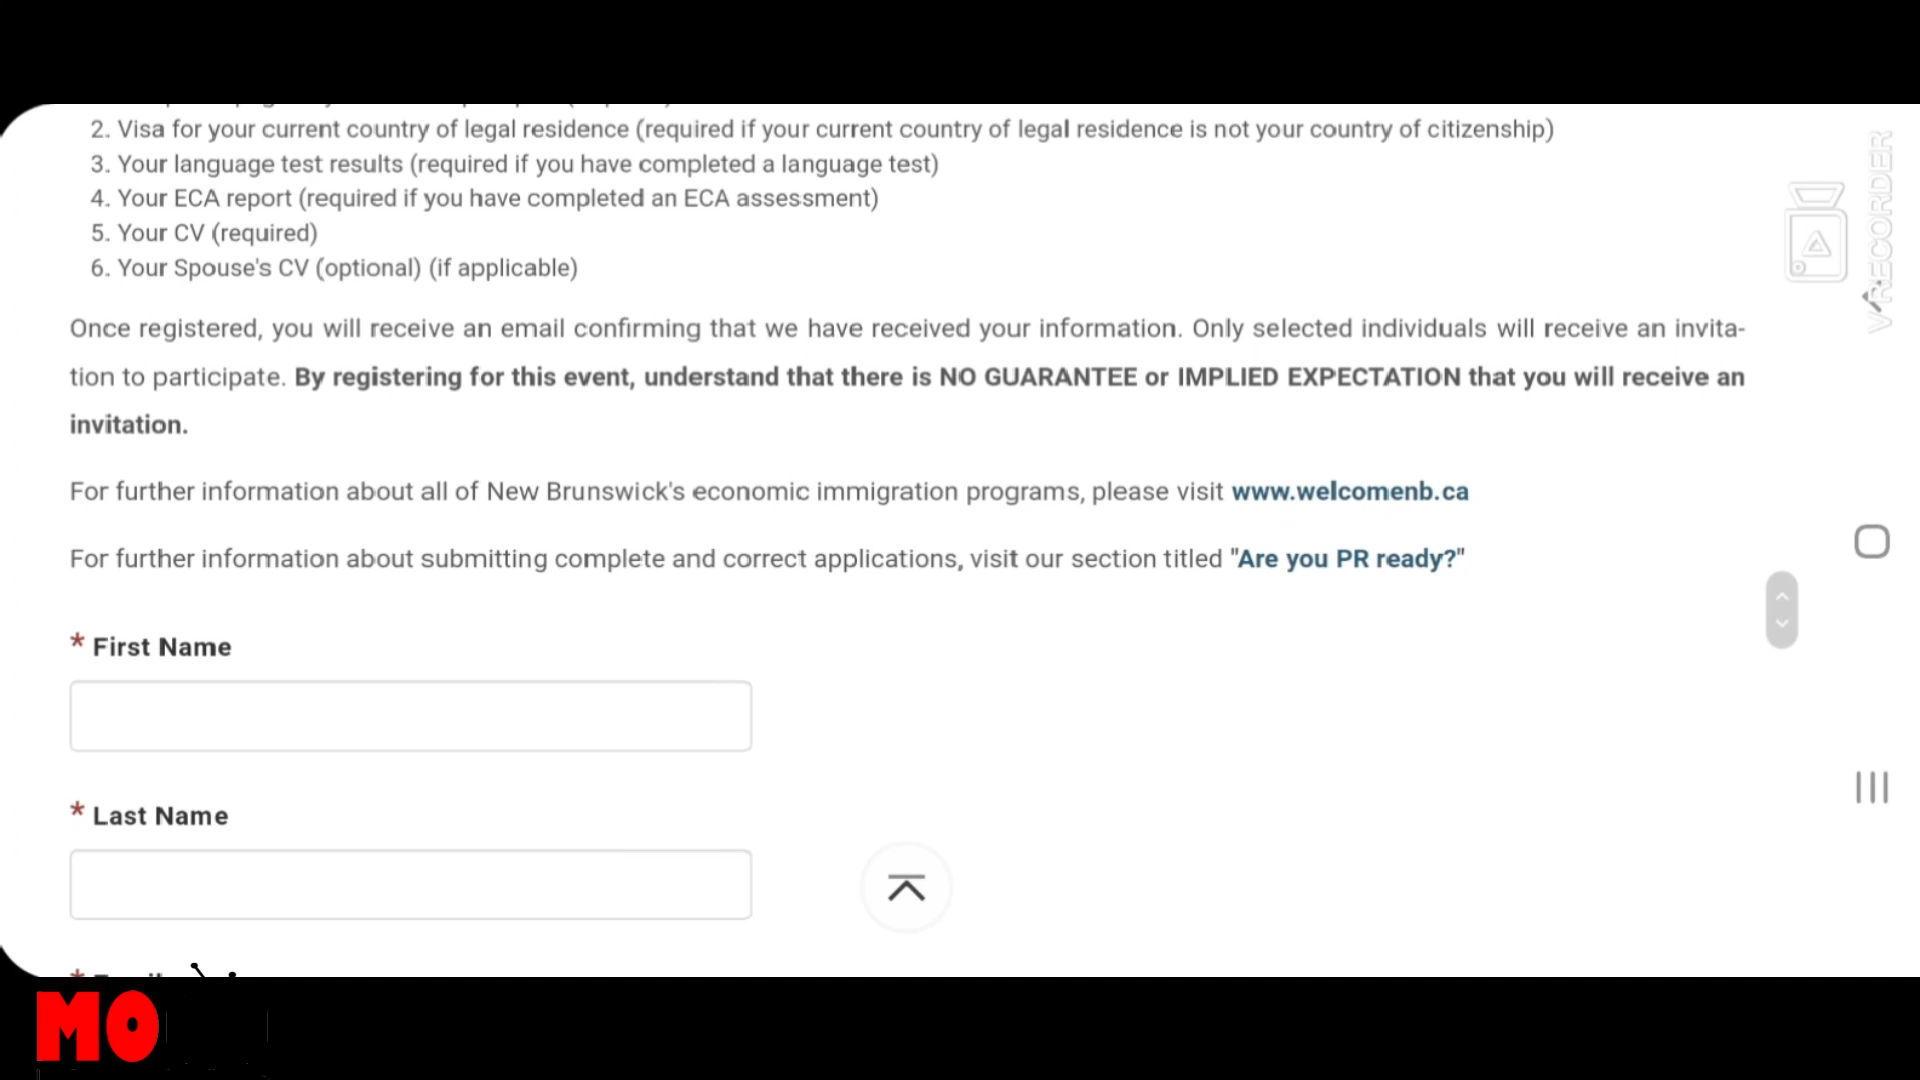 2. Visa for your current country of legal residence (required if your current country of legal residence is not your country of citizenship)
3. Your language test results (required if you have completed a language test)
4. Your ECA report (required if you have completed an ECA assessment)
5. Your CV (required)
6. Your Spouse's CV (optional) (if applicable)
Once registered, you will receive an email confirming that we have received your information. Only selected individuals will receive an invita-
tion to participate. By registering for this event, understand that there is NO GUARANTEE or IMPLIED EXPECTATION that you will receive an
invitation.
For further information about all of New Brunswick's economic immigration programs, please visit www.welcomenb.ca
For further information about submitting complete and correct applications, visit our section titled "Are you PR ready?"
* First Name
* Last Name
VRECORDER
MO